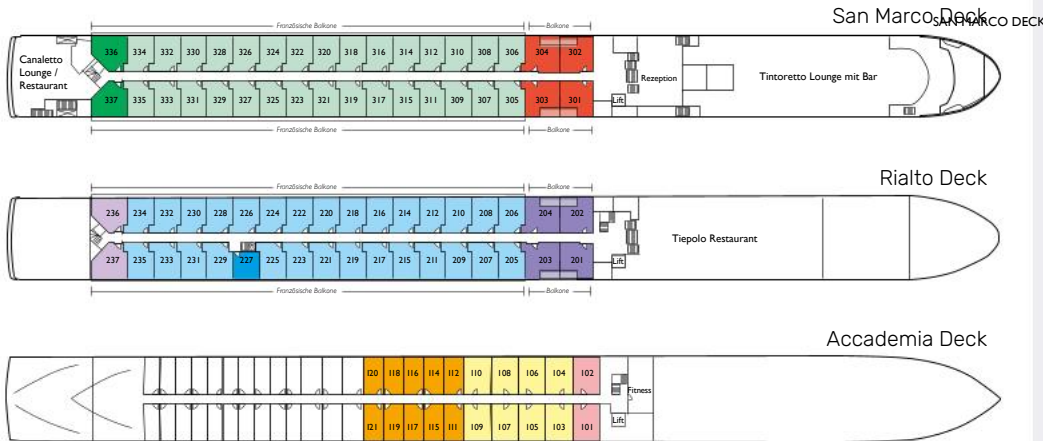 San Marco Deck
SAN MARCO DECK
Französische Balkone
Balkone
336 334 332 330 328 326 324 322 320 318 316 314 312 310 308 306 304 302
Canaletto
Lounge /
Restaurant
Rezeption
Tintoretto Lounge mit Bar
337 335 333 331 329 327 325 323 321 319 317 315 311 309 307 305 303 301
Lift
Französische Balkone
Balkone
Rialto Deck
Französische Balkone
Balkone
236 234 232 230 228 226 224 222 220 218 216 214 212 210 208 206 204 202
Tiepolo Restaurant
237 235 233 231 229 227 225 223 221 219 217 215 211 209 207 205 203 201
Lift
Französische Balkone
Balkone
Accademia Deck
120 118 116 114 112 110 108 106 104 102
Fitness
121 119 117 115 111 109 107 105 103 101
Lift